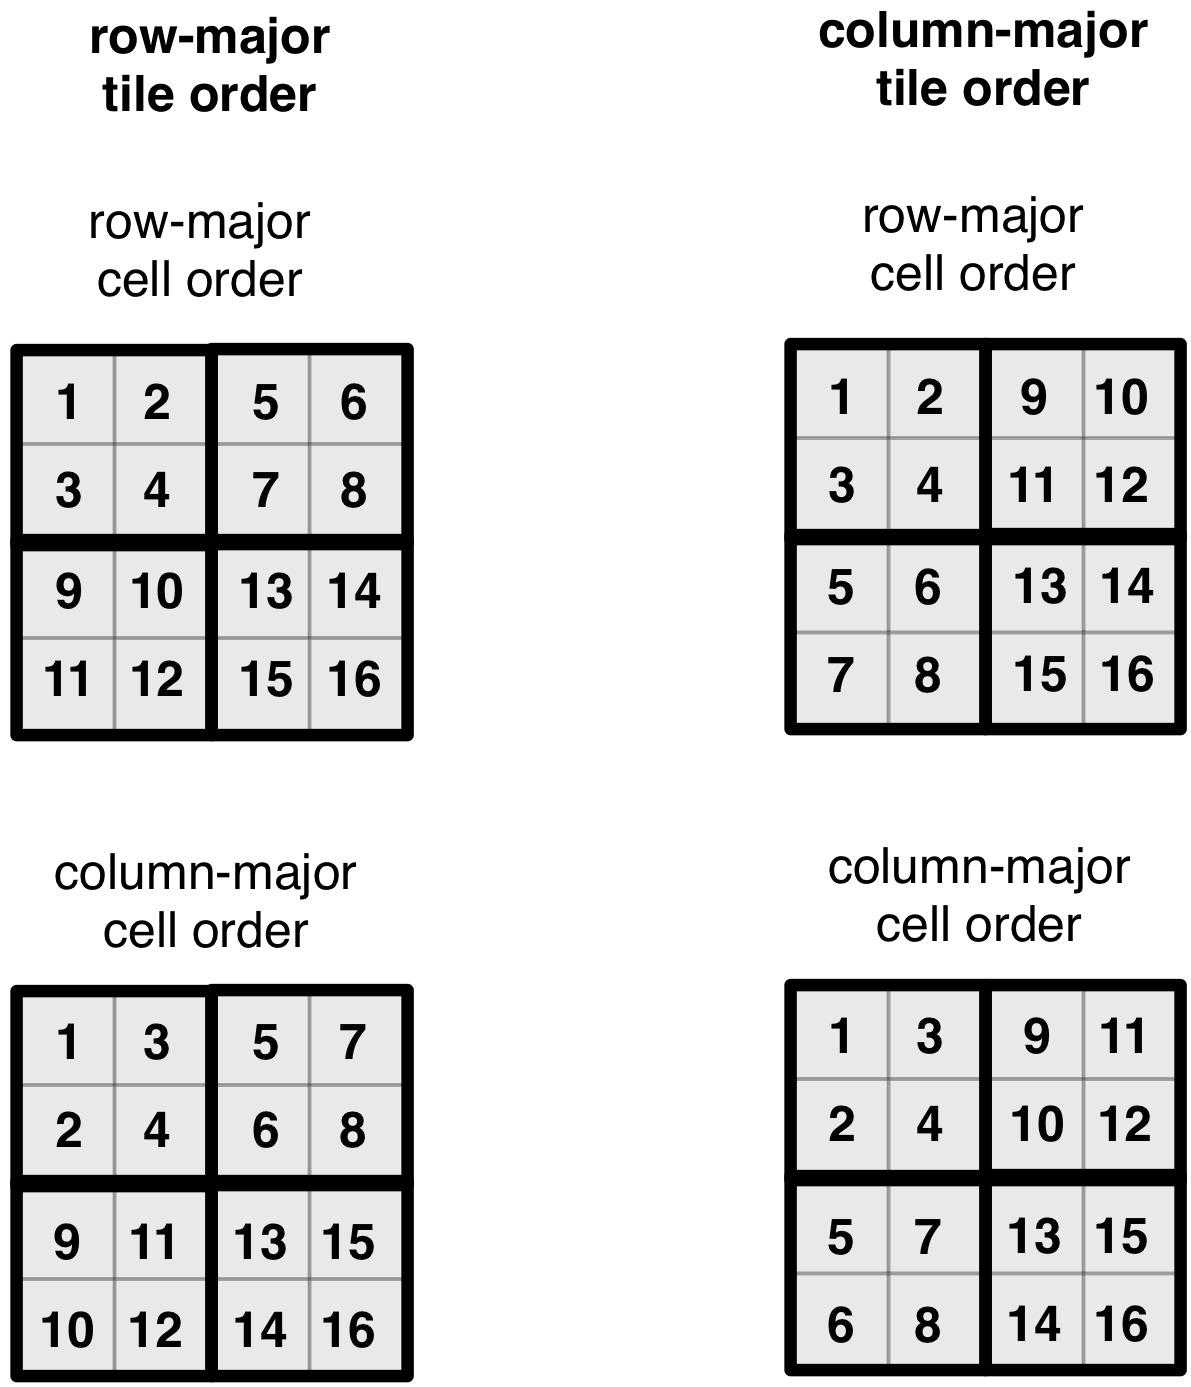 row-major
tile order
column-major
tile order
row-major
cell order
row-major
cell order
1 2 5 6
3 4 7 8
9 10 13 14
11 12 15 16
1 2 9 10
3 4 11 12
5 6 13 14
7 8 15 16
column-major
cell order
column-major
cell order
1 3 5 7
2 4 6 8
9 11 13 15
10 12 14 16
1 3 9 11
2 4 10 12
5 7 13 15
6 8 14 16